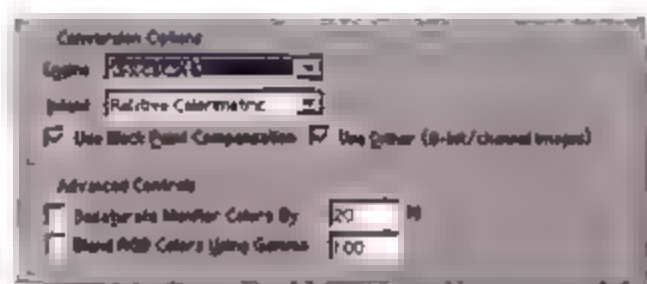 Conversion Options
Engine
Intent Relative Colorimetric
Use Black Point Compensation Use Dither (8-bit/channel images)
Advanced Controls
Desaturate Monitor Colors By 20 %
Blend RGB Colors Using Gamma 1.00